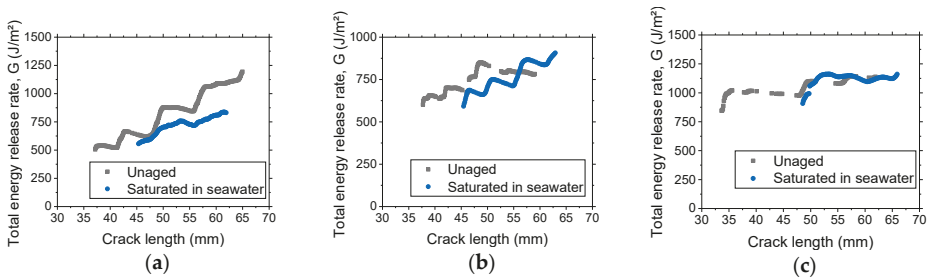 Total energy release rate, G (J/m²)
1500
1250
1000
750
500
250
0
30 35 40 45 50 55 60 65 70
Crack length (mm)
Unaged
Saturated in seawater
(a)
Total energy release rate, G (J/m²)
1000
750
500
250
0
30 35 40 45 50 55 60 65 70
Crack length (mm)
Unaged
Saturated in seawater
(b)
Total energy release rate, G (J/m²)
1500
1250
1000
750
500
250
0
30 35 40 45 50 55 60 65 70
Crack length (mm)
Unaged
Saturated in seawater
(c)